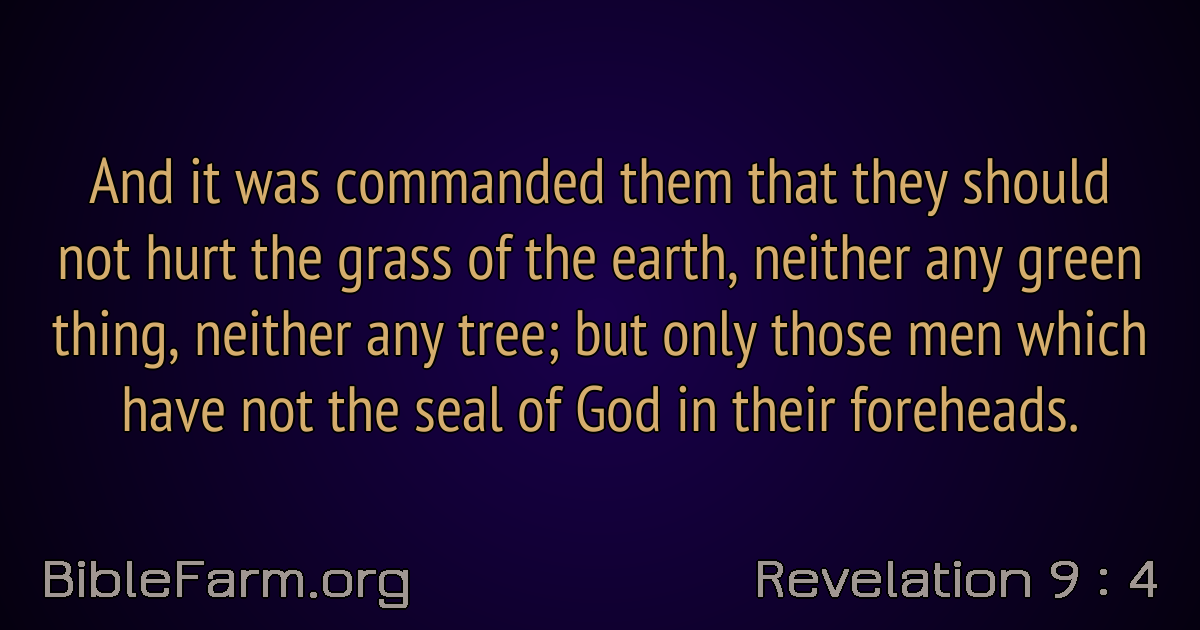 And it was commanded them that they should
not hurt the grass of the earth, neither any green
thing, neither any tree; but only those men which
have not the seal of God in their foreheads.
BibleFarm.org
Revelation 9 : 4